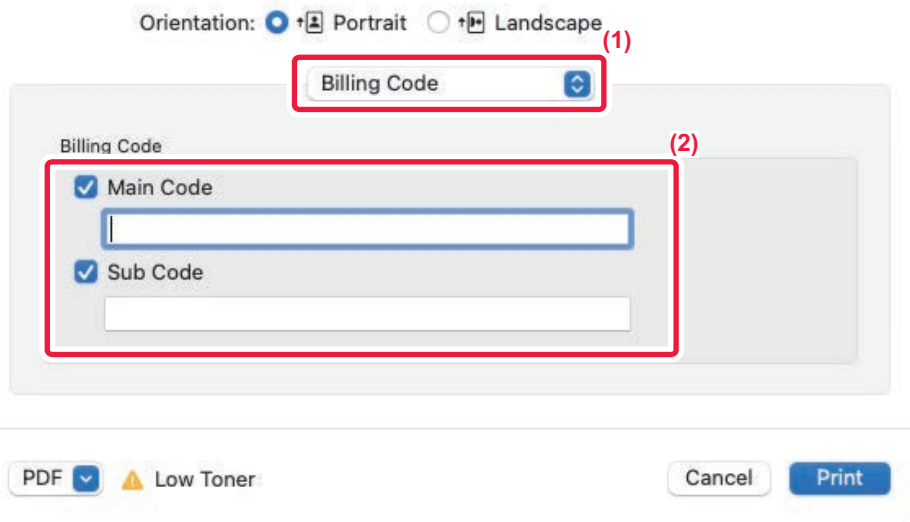 Orientation: Portrait Landscape
(1)
Billing Code
Billing Code
(2)
Main Code
Sub Code
PDF Low Toner Cancel Print